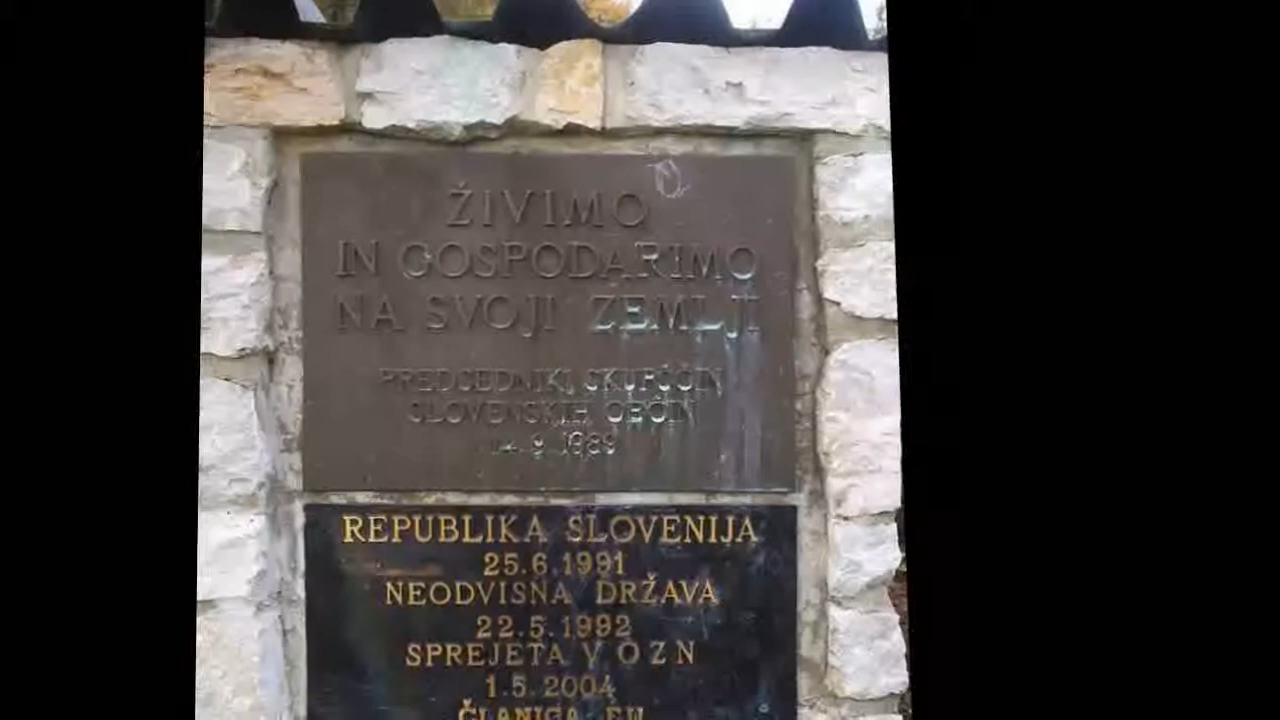 ŽIVIMO
IN GOSPODARIMO
NA SVOJI ZEMLJI
PREDSEDNIKI SKUPŠČIN
SLOVENSKIH OBČIN
14.9.1989
REPUBLIKA SLOVENIJA
25.6.1991
NEODVISNA DRŽAVA
22.5.1992
SPREJETA V OZN
1.5.2004
ČLANICA EU